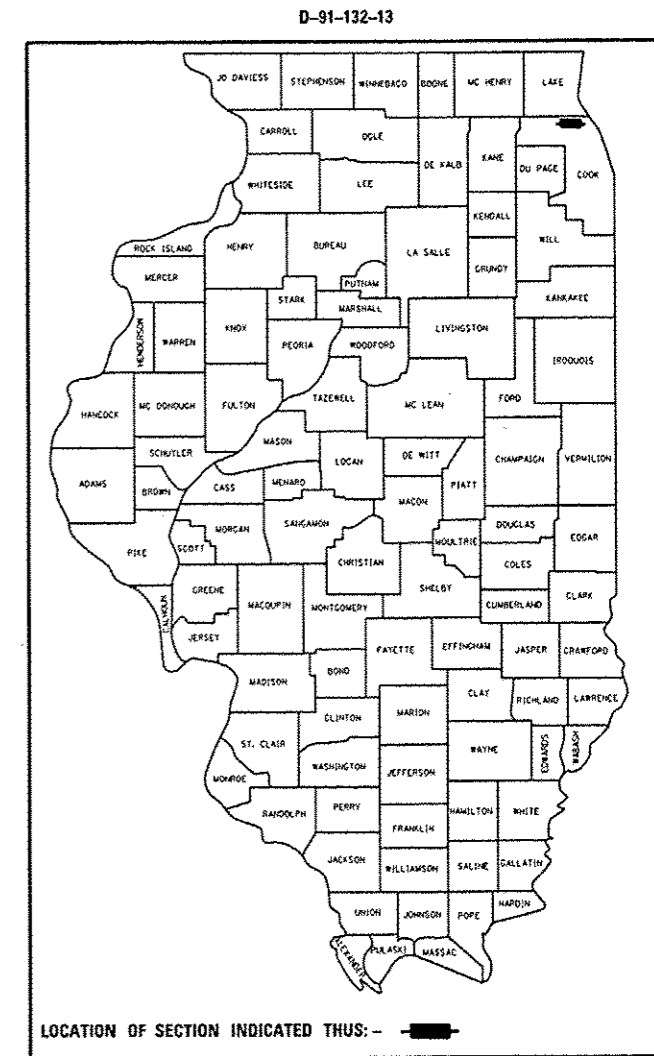 D-91-132-13
JO DAVIESS STEPHENSON WINNEBAGO BOONE MC HENRY LAKE
CARROLL OGLE DE KALB KANE DU PAGE COOK
WHITESIDE LEE
KENDALL
ROCK ISLAND HENRY BUREAU LA SALLE GRUNDY WILL
MERCER PUTNAM
STARK MARSHALL KANKAKEE
HENDERSON WARREN KNOX LIVINGSTON
PEORIA WOODFORD IROQUOIS
TAZEWELL FORD
HANCOCK MC DONOUGH FULTON MC LEAN
MASON
SCHUYLER LOGAN DE WITT CHAMPAIGN VERMILION
ADAMS BROWN CASS MENARD PIATT
MACON
MORGAN SANGAMON DOUGLAS
PIKE SCOTT MOULTRIE EDGAR
CHRISTIAN COLES
GREENE SHELBY
CALHOUN MACOUPIN MONTGOMERY CUMBERLAND CLARK
JERSEY
FAYETTE EFFINGHAM JASPER CRAWFORD
MADISON BOND
CLAY RICHLAND LAWRENCE
CLINTON MARION
ST. CLAIR WAYNE EDWARDS WABASH
WASHINGTON JEFFERSON
MONROE
RANDOLPH PERRY HAMILTON WHITE
FRANKLIN
JACKSON WILLIAMSON SALINE GALLATIN
UNION JOHNSON POPE HARDIN
ALEXANDER PULASKI MASSAC
LOCATION OF SECTION INDICATED THUS: -